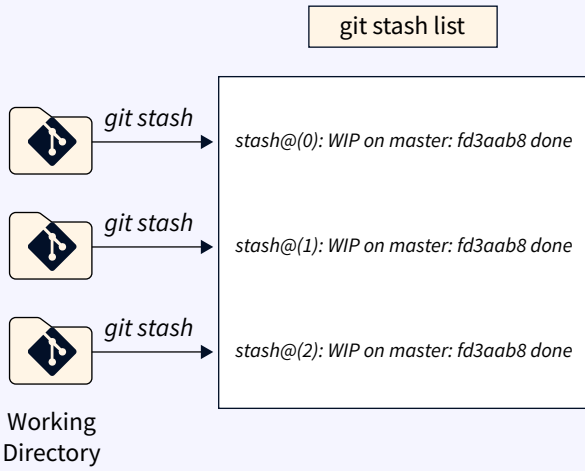 git stash list
git stash
stash@(0): WIP on master: fd3aab8 done
git stash
stash@(1): WIP on master: fd3aab8 done
git stash
stash@(2): WIP on master: fd3aab8 done
Working
Directory